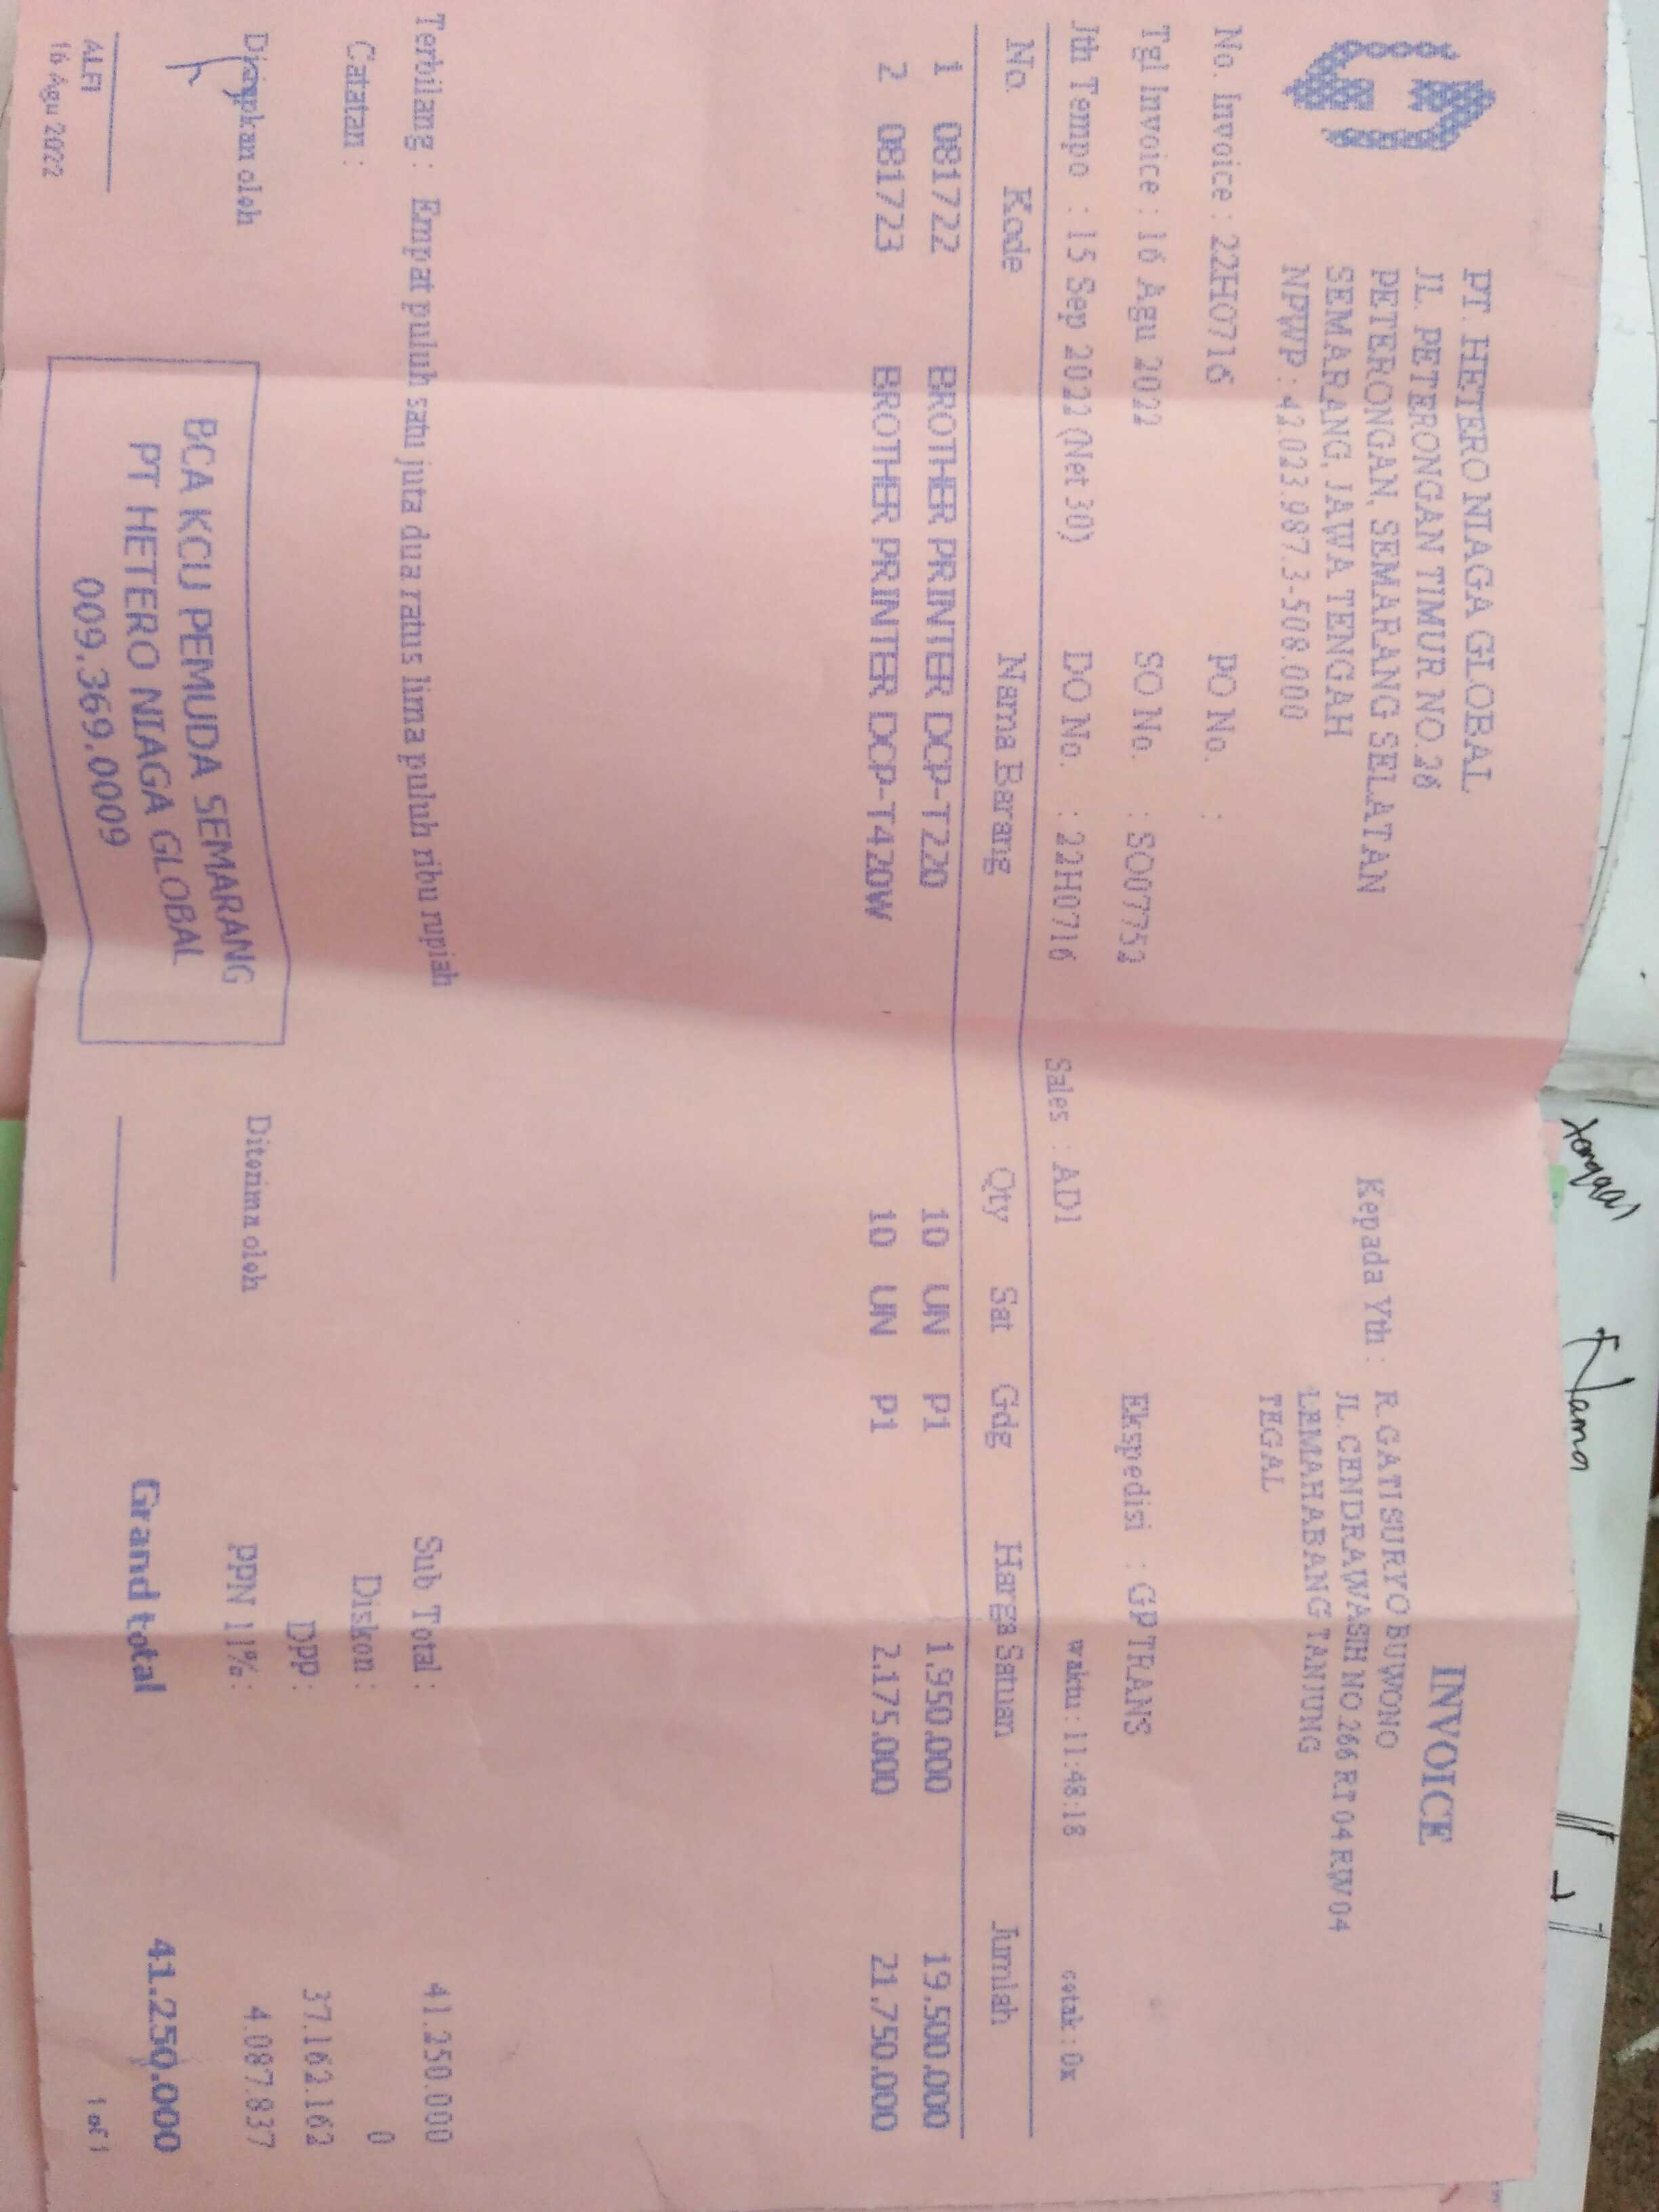 PT. HETERO NIAGA GLOBAL
JL. PETERONGAN TIMUR NO.26
PETERONGAN, SEMARANG SELATAN
SEMARANG, JAWA TENGAH
NPWP : 42.023.987.3-508.000
INVOICE
Kepada Yth : R. GATI SURYO BUWONO
JL. CENDRAWASIH NO 266 RT 04 RW 04
LEMAHABANG TANJUNG
TEGAL
No. Invoice : 22H0716 PO No. :
Tgl Invoice : 16 Agu 2022 SO No. : SO07752 Ekspedisi : GP TRANS
Jth Tempo : 15 Sep 2022 (Net 30) DO No. : 22H0716 Sales : ADI waktu : 11:48:18 cetak : 0x
No. Kode Nama Barang Qty Sat Gdg Harga Satuan Jumlah
1 081722 BROTHER PRINTER DCP-T220 10 UN P1 1.950.000 19.500.000
2 081723 BROTHER PRINTER DCP-T420W 10 UN P1 2.175.000 21.750.000
Terbilang : Empat puluh satu juta dua ratus lima puluh ribu rupiah
Catatan :
Sub Total : 41.250.000
Diskon : 0
DPP : 37.162.162
PPN 11% : 4.087.837
Grand total 41.250.000
Disiapkan oleh
ALFI
16 Agu 2022
BCA KCU PEMUDA SEMARANG
PT HETERO NIAGA GLOBAL
009.369.0009
Diterima oleh
1 of 1
Nama